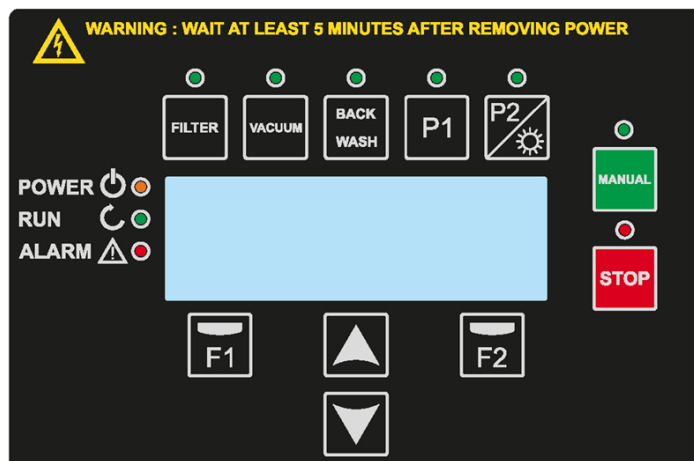 WARNING : WAIT AT LEAST 5 MINUTES AFTER REMOVING POWER
FILTER
VACUUM
BACK
WASH
P1
P2
MANUAL
POWER
RUN
ALARM
STOP
F1
F2